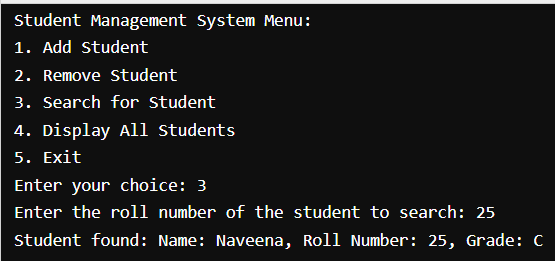 Student Management System Menu:
1. Add Student
2. Remove Student
3. Search for Student
4. Display All Students
5. Exit
Enter your choice: 3
Enter the roll number of the student to search: 25
Student found: Name: Naveena, Roll Number: 25, Grade: C